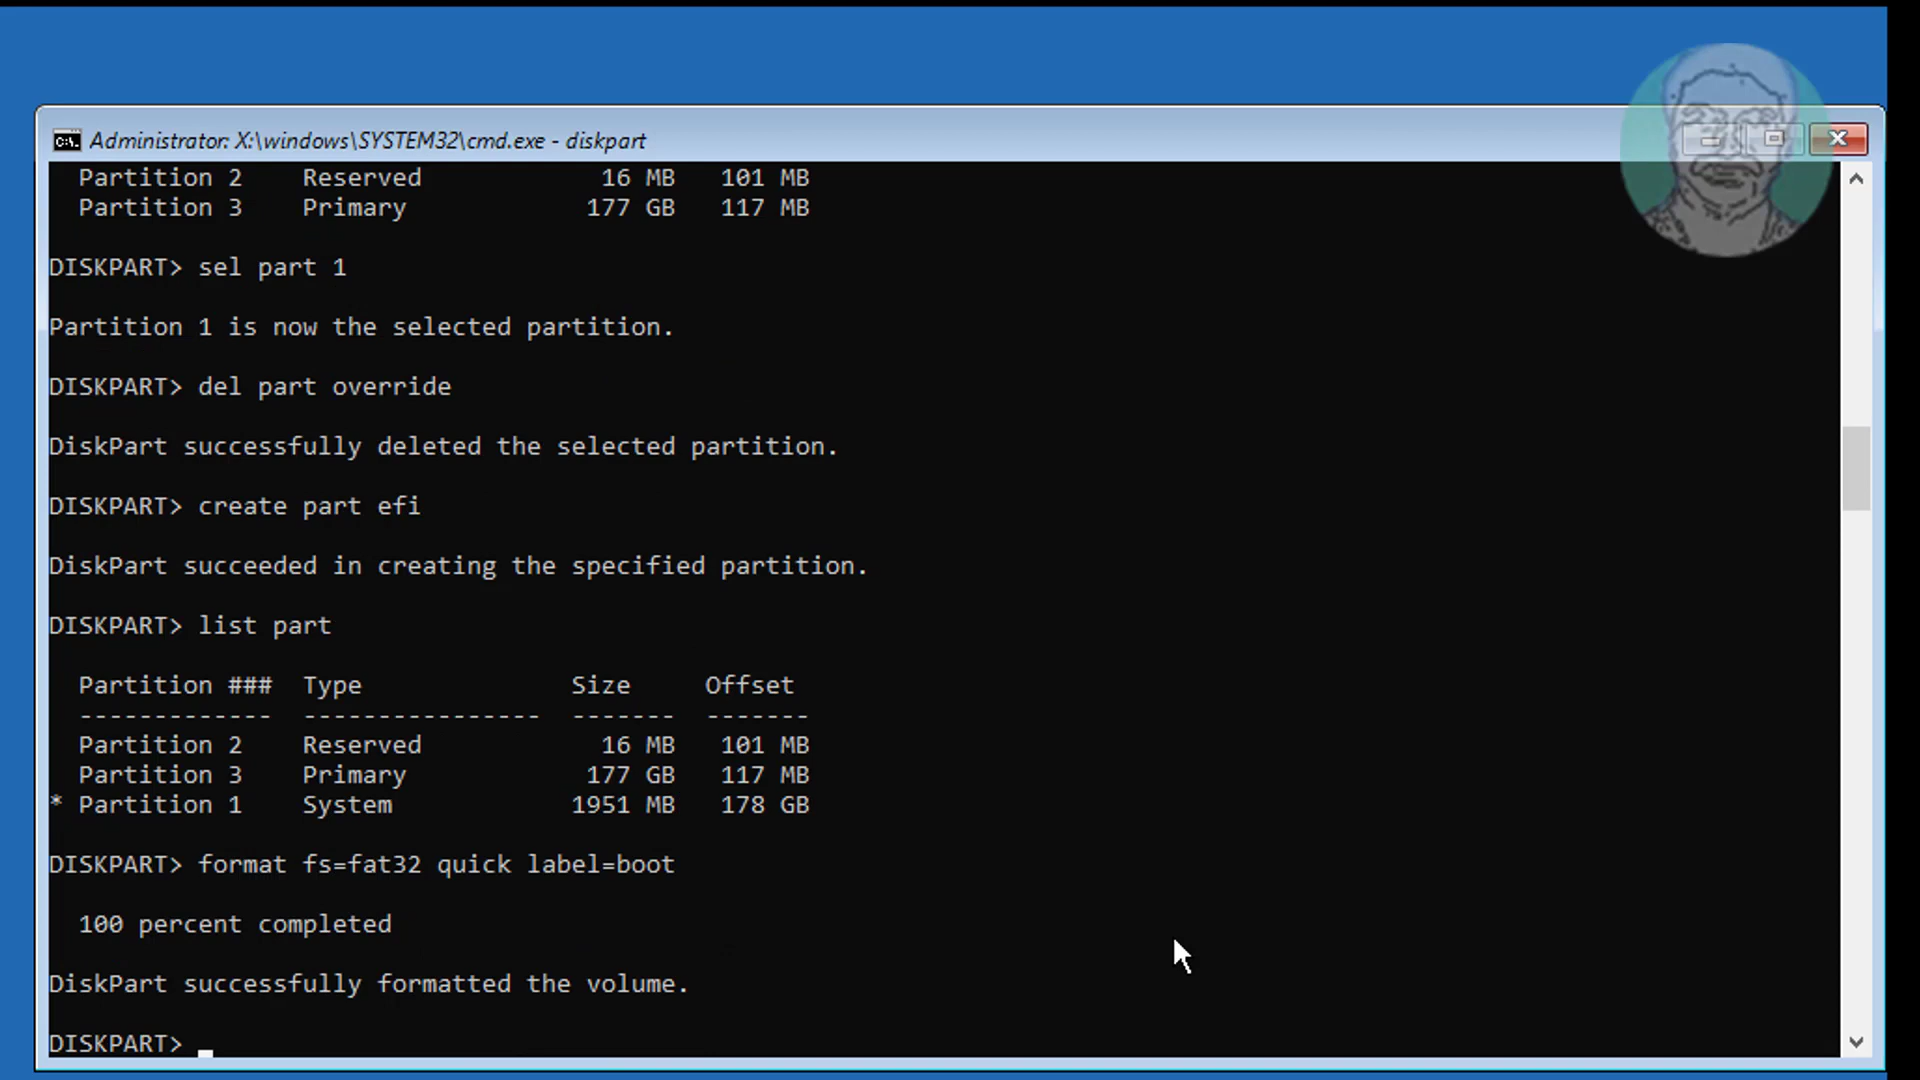 Administrator: X:\windows\SYSTEM32\cmd.exe - diskpart
Partition 2    Reserved            16 MB   101 MB
Partition 3    Primary            177 GB   117 MB
DISKPART> sel part 1
Partition 1 is now the selected partition.
DISKPART> del part override
DiskPart successfully deleted the selected partition.
DISKPART> create part efi
DiskPart succeeded in creating the specified partition.
DISKPART> list part
Partition ###  Type              Size     Offset
-------------  ----------------  -------  -------
Partition 2    Reserved            16 MB   101 MB
Partition 3    Primary            177 GB   117 MB
* Partition 1    System            1951 MB   178 GB
DISKPART> format fs=fat32 quick label=boot
100 percent completed
DiskPart successfully formatted the volume.
DISKPART>